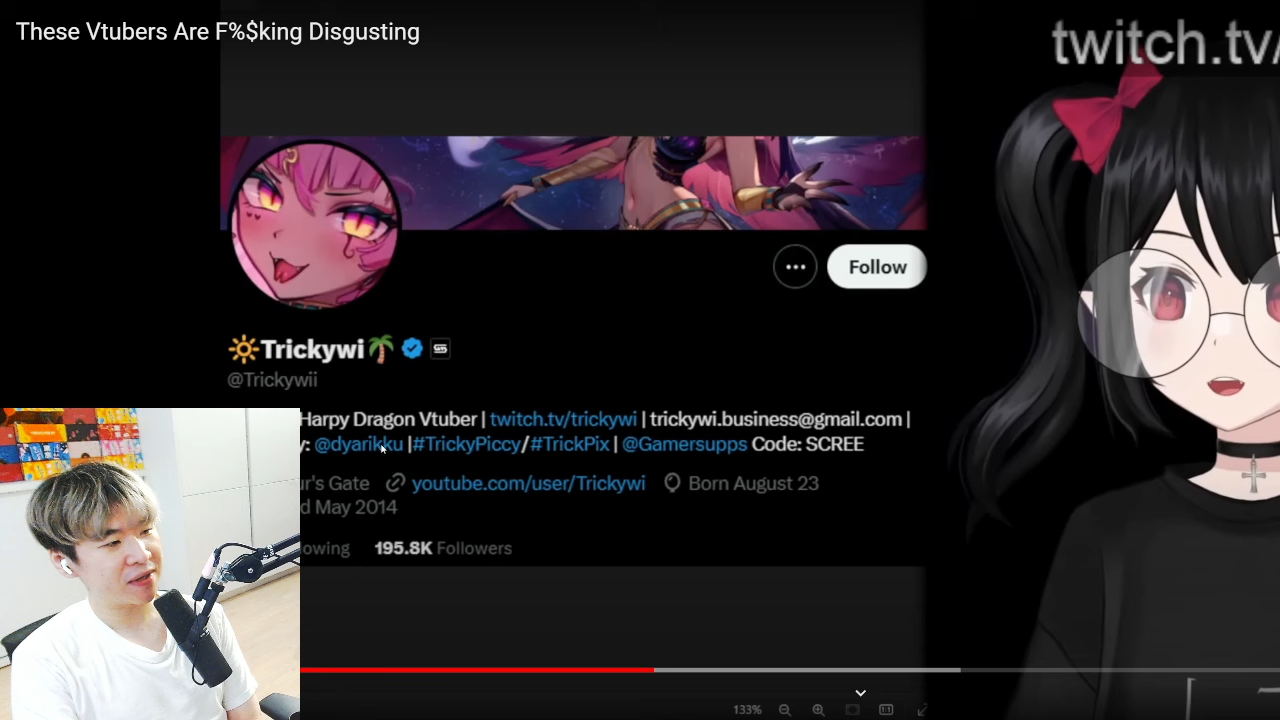 These Vtubers Are F%$king Disgusting
twitch.tv/
Follow
Trickywi
@Trickywii
Harpy Dragon Vtuber | twitch.tv/trickywi | trickywi.business@gmail.com |
y: @dyarikku |#TrickyPiccy/#TrickPix | @Gamersupps Code: SCREE
ur's Gate youtube.com/user/Trickywi Born August 23
d May 2014
owing 195.8K Followers
133%